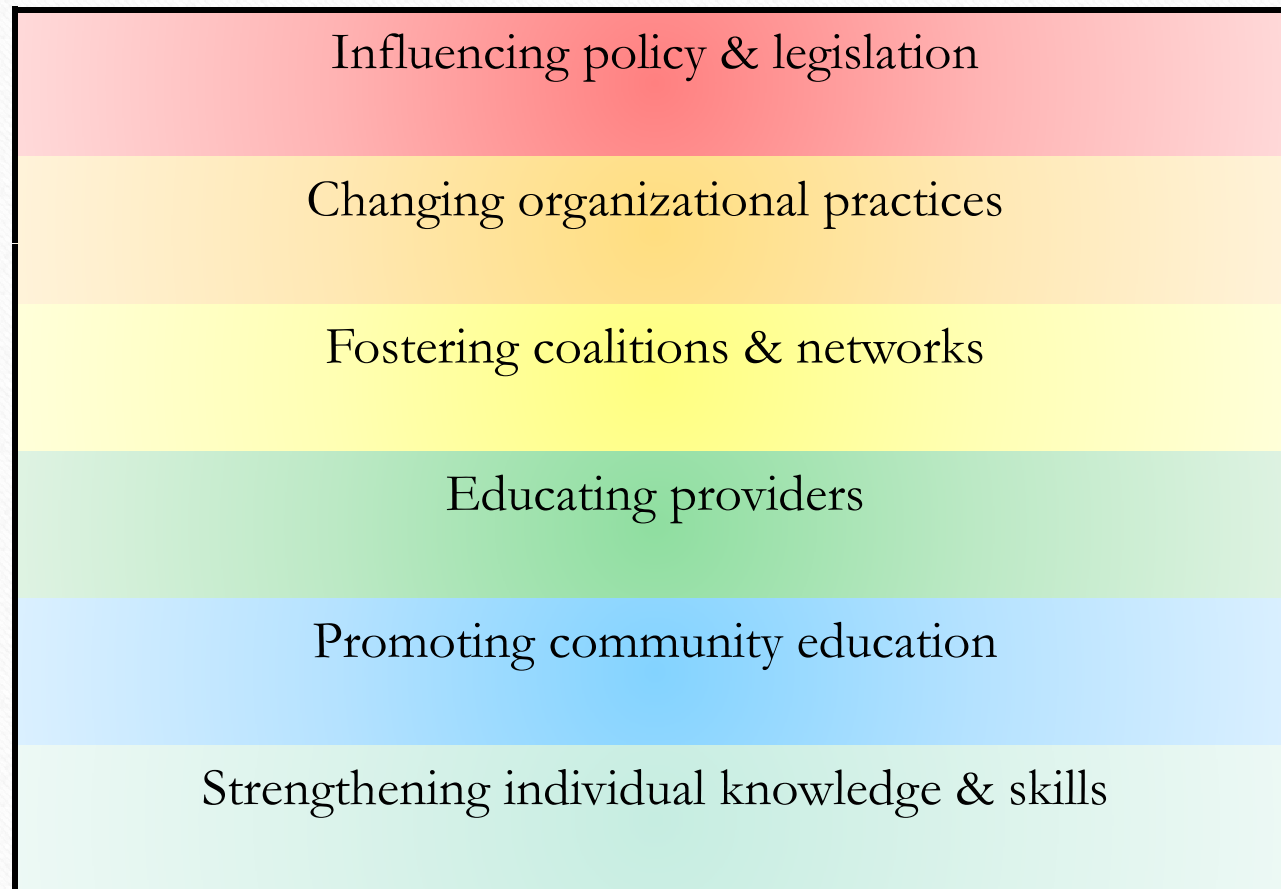 Influencing policy & legislation
Changing organizational practices
Fostering coalitions & networks
Educating providers
Promoting community education
Strengthening individual knowledge & skills